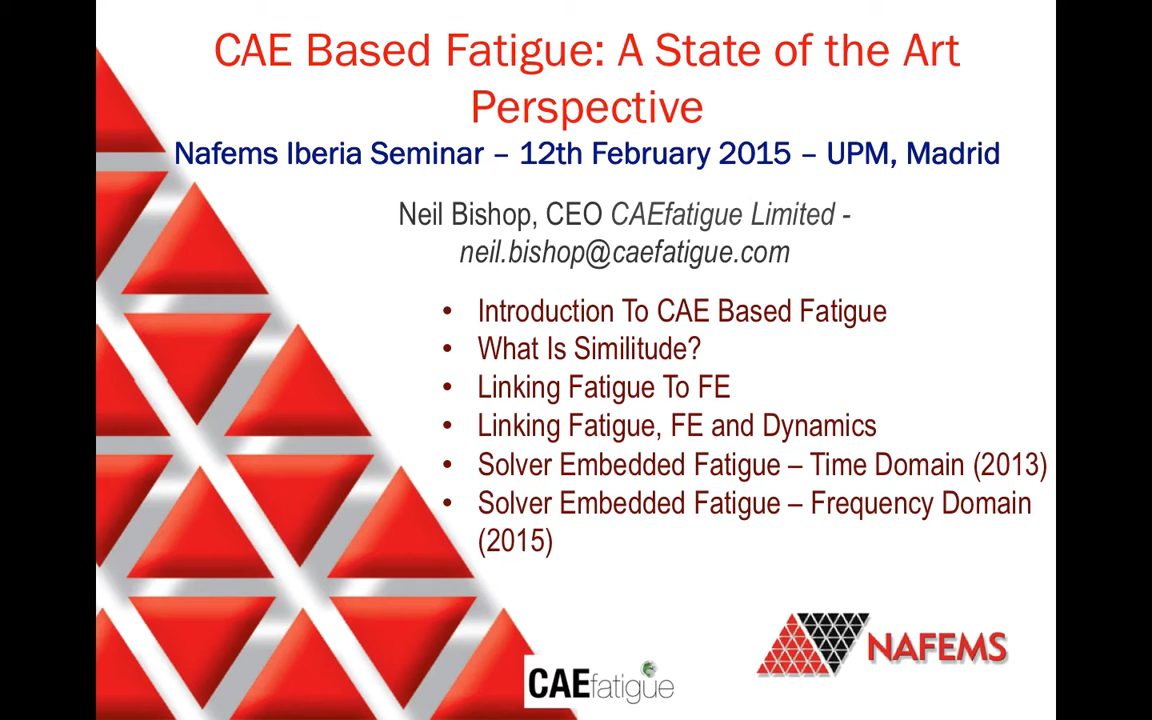 CAE Based Fatigue: A State of the Art
Perspective
Nafems Iberia Seminar – 12th February 2015 – UPM, Madrid
Neil Bishop, CEO CAEfatigue Limited -
neil.bishop@caefatigue.com
• Introduction To CAE Based Fatigue
• What Is Similitude?
• Linking Fatigue To FE
• Linking Fatigue, FE and Dynamics
• Solver Embedded Fatigue – Time Domain (2013)
• Solver Embedded Fatigue – Frequency Domain
(2015)
NAFEMS
CAEfatigue